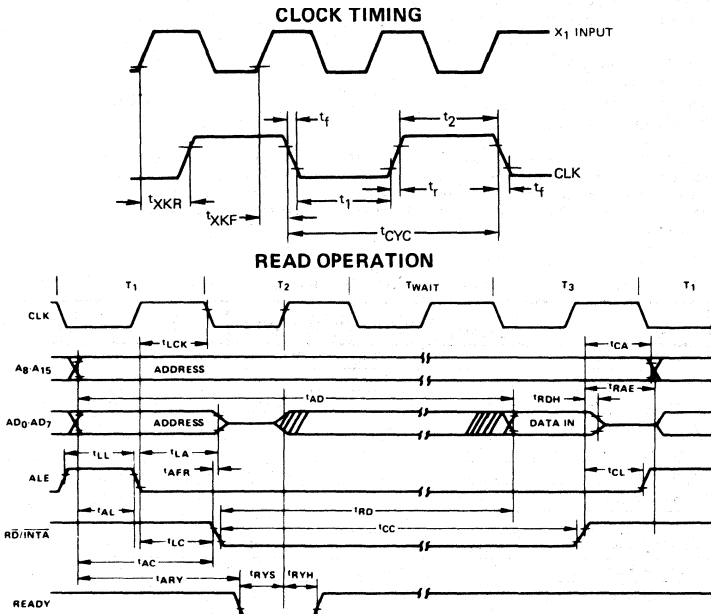 CLOCK TIMING
X1 INPUT
tf
t2
CLK
tXKR
t1
tr
tf
tXKF
tCYC
READ OPERATION
T1
T2
TWAIT
T3
T1
CLK
tLCK
tCA
A8-A15
ADDRESS
tRAE
tAD
tRDH
AD0-AD7
ADDRESS
DATA IN
tLL
tLA
tAFR
tCL
ALE
tAL
tRD
tCC
RD/INTA
tLC
tAC
tARY
tRYS
tRYH
READY